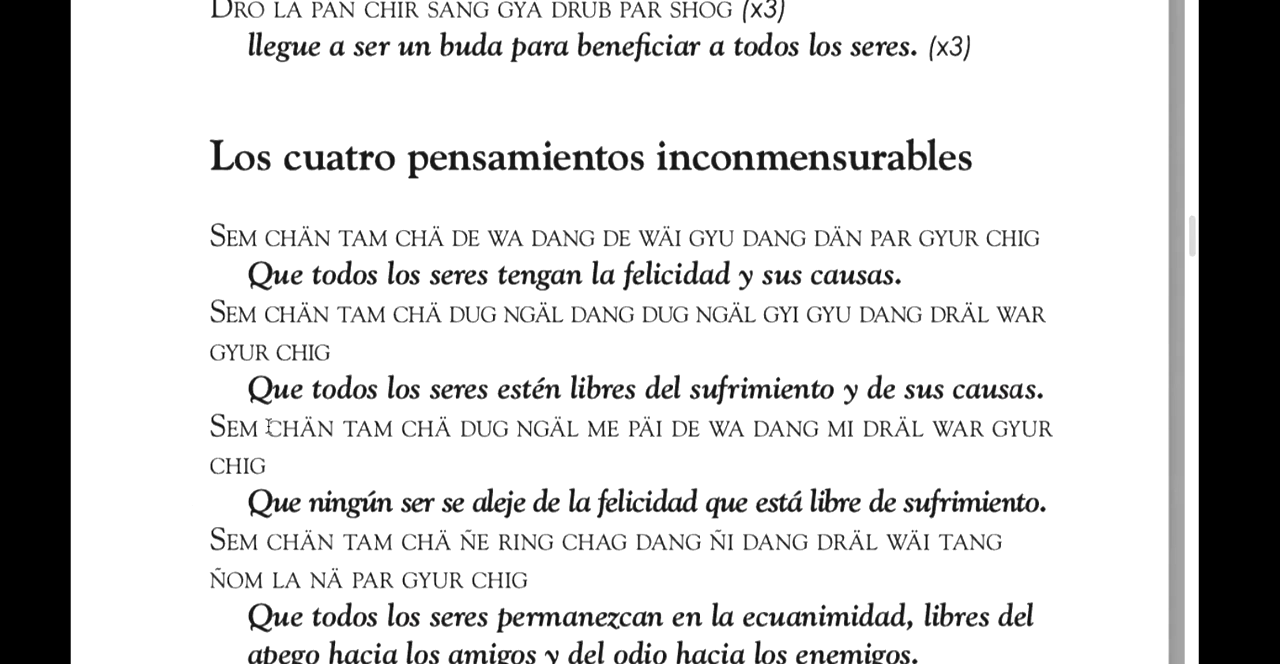 DRO LA PAN CHIR SANG GYA DRUB PAR SHOG (x3)
llegue a ser un buda para beneficiar a todos los seres. (x3)
Los cuatro pensamientos inconmensurables
SEM CHÄN TAM CHÄ DE WA DANG DE WÄI GYU DANG DÄN PAR GYUR CHIG
Que todos los seres tengan la felicidad y sus causas.
SEM CHÄN TAM CHÄ DUG NGÄL DANG DUG NGÄL GYI GYU DANG DRÄL WAR
GYUR CHIG
Que todos los seres estén libres del sufrimiento y de sus causas.
SEM CHÄN TAM CHÄ DUG NGÄL ME PÄI DE WA DANG MI DRÄL WAR GYUR
CHIG
Que ningún ser se aleje de la felicidad que está libre de sufrimiento.
SEM CHÄN TAM CHÄ ÑE RING CHAG DANG ÑI DANG DRÄL WÄI TANG
ÑOM LA NÄ PAR GYUR CHIG
Que todos los seres permanezcan en la ecuanimidad, libres del
apego hacia los amigos y del odio hacia los enemigos.